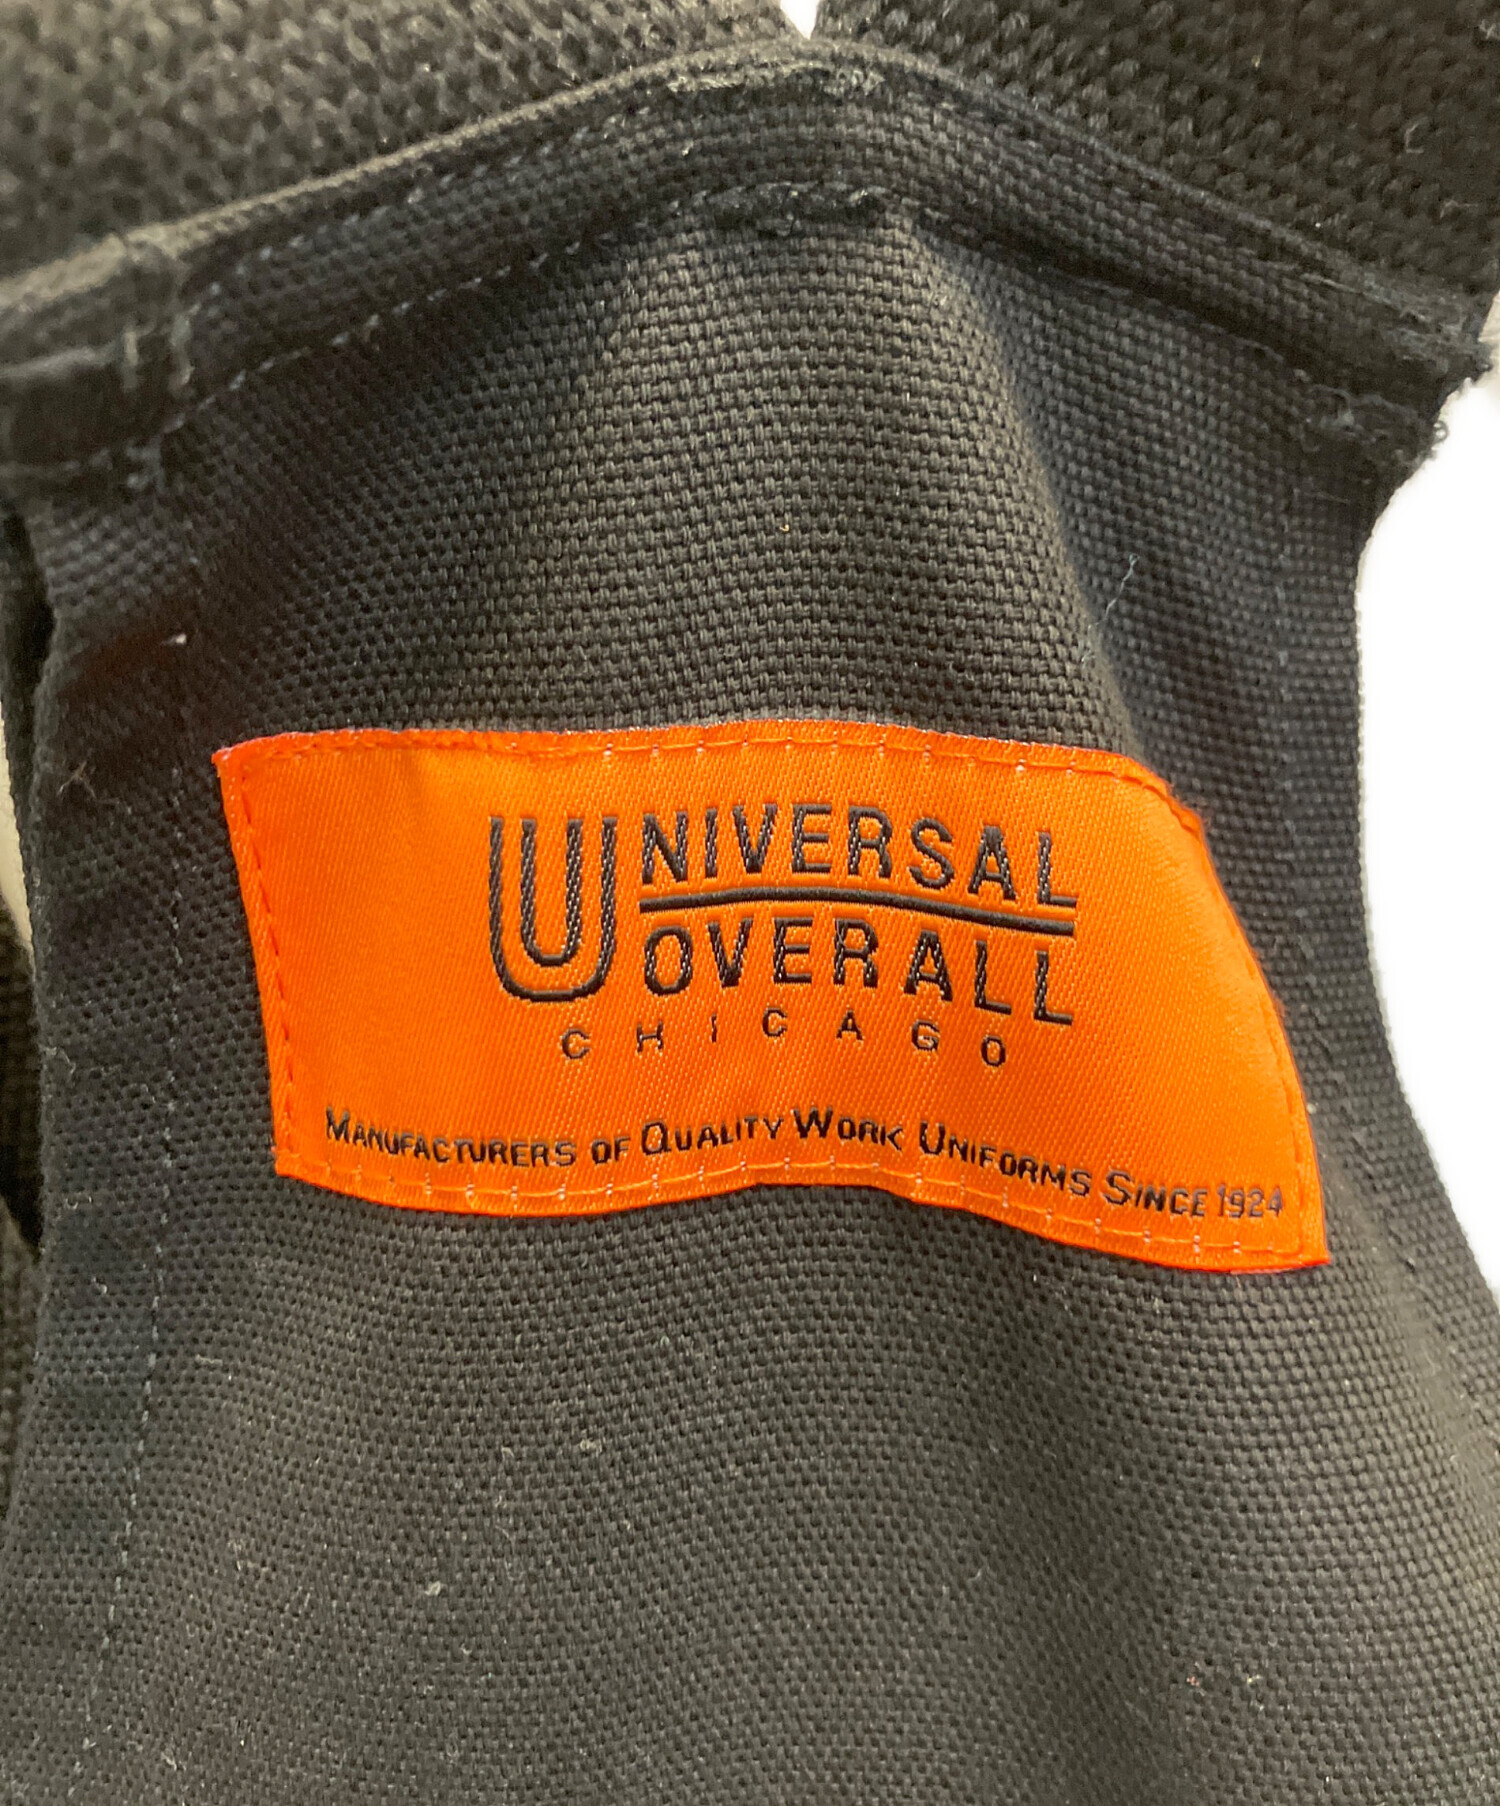 UNIVERSAL
OVERALL
CHICAGO
MANUFACTURERS OF QUALITY WORK UNIFORMS SINCE 1924